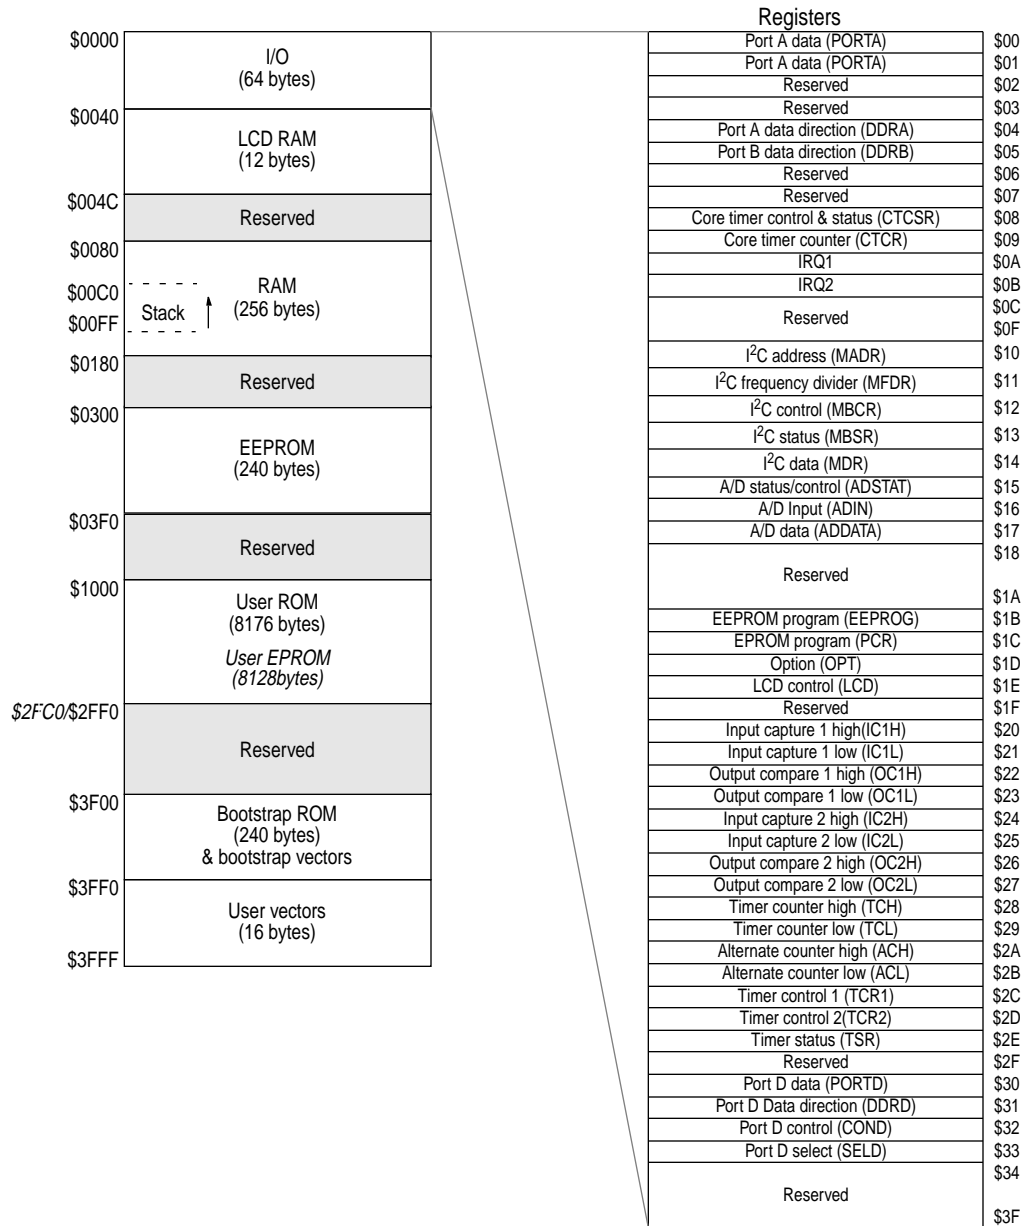 $0000
I/O
(64 bytes)
$0040
LCD RAM
(12 bytes)
$004C
Reserved
$0080
RAM
(256 bytes)
$00C0
Stack
$00FF
$0180
Reserved
$0300
EEPROM
(240 bytes)
$03F0
Reserved
$1000
User ROM
(8176 bytes)
User EPROM
(8128bytes)
$2FC0/$2FF0
Reserved
$3F00
Bootstrap ROM
(240 bytes)
& bootstrap vectors
$3FF0
User vectors
(16 bytes)
$3FFF
Registers
Port A data (PORTA) $00
Port A data (PORTA) $01
Reserved $02
Reserved $03
Port A data direction (DDRA) $04
Port B data direction (DDRB) $05
Reserved $06
Reserved $07
Core timer control & status (CTCSR) $08
Core timer counter (CTCR) $09
IRQ1 $0A
IRQ2 $0B
$0C
Reserved
$0F
I2C address (MADR) $10
I2C frequency divider (MFDR) $11
I2C control (MBCR) $12
I2C status (MBSR) $13
I2C data (MDR) $14
A/D status/control (ADSTAT) $15
A/D Input (ADIN) $16
A/D data (ADDATA) $17
$18
Reserved
$1A
EEPROM program (EEPROG) $1B
EPROM program (PCR) $1C
Option (OPT) $1D
LCD control (LCD) $1E
Reserved $1F
Input capture 1 high(IC1H) $20
Input capture 1 low (IC1L) $21
Output compare 1 high (OC1H) $22
Output compare 1 low (OC1L) $23
Input capture 2 high (IC2H) $24
Input capture 2 low (IC2L) $25
Output compare 2 high (OC2H) $26
Output compare 2 low (OC2L) $27
Timer counter high (TCH) $28
Timer counter low (TCL) $29
Alternate counter high (ACH) $2A
Alternate counter low (ACL) $2B
Timer control 1 (TCR1) $2C
Timer control 2(TCR2) $2D
Timer status (TSR) $2E
Reserved $2F
Port D data (PORTD) $30
Port D Data direction (DDRD) $31
Port D control (COND) $32
Port D select (SELD) $33
$34
Reserved
$3F